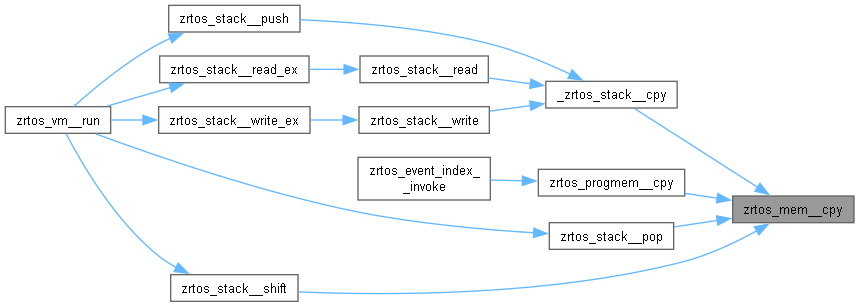 zrtos_stack__push
zrtos_stack__read_ex
zrtos_stack__read
_zrtos_stack__cpy
zrtos_vm__run
zrtos_stack__write_ex
zrtos_stack__write
zrtos_event_index_
_invoke
zrtos_progmem__cpy
zrtos_mem__cpy
zrtos_stack__pop
zrtos_stack__shift